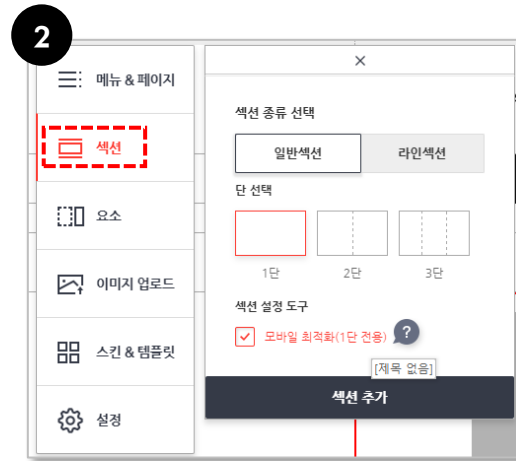 2
메뉴 & 페이지
섹션
요소
이미지 업로드
스킨 & 템플릿
설정
섹션 종류 선택
일반섹션 라인섹션
단 선택
1단 2단 3단
섹션 설정 도구
모바일 최적화(1단 전용) ?
[제목 없음]
섹션 추가